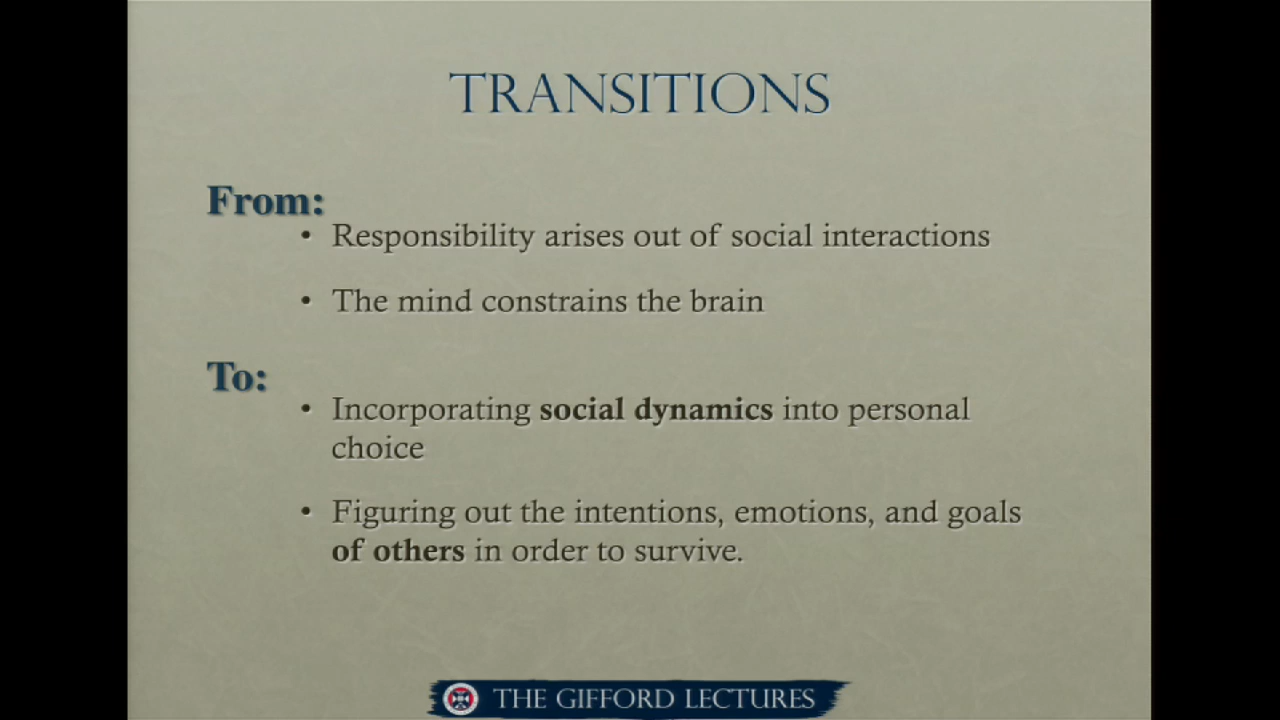 TRANSITIONS
From:
• Responsibility arises out of social interactions
• The mind constrains the brain
To:
• Incorporating social dynamics into personal
choice
• Figuring out the intentions, emotions, and goals
of others in order to survive.
THE GIFFORD LECTURES